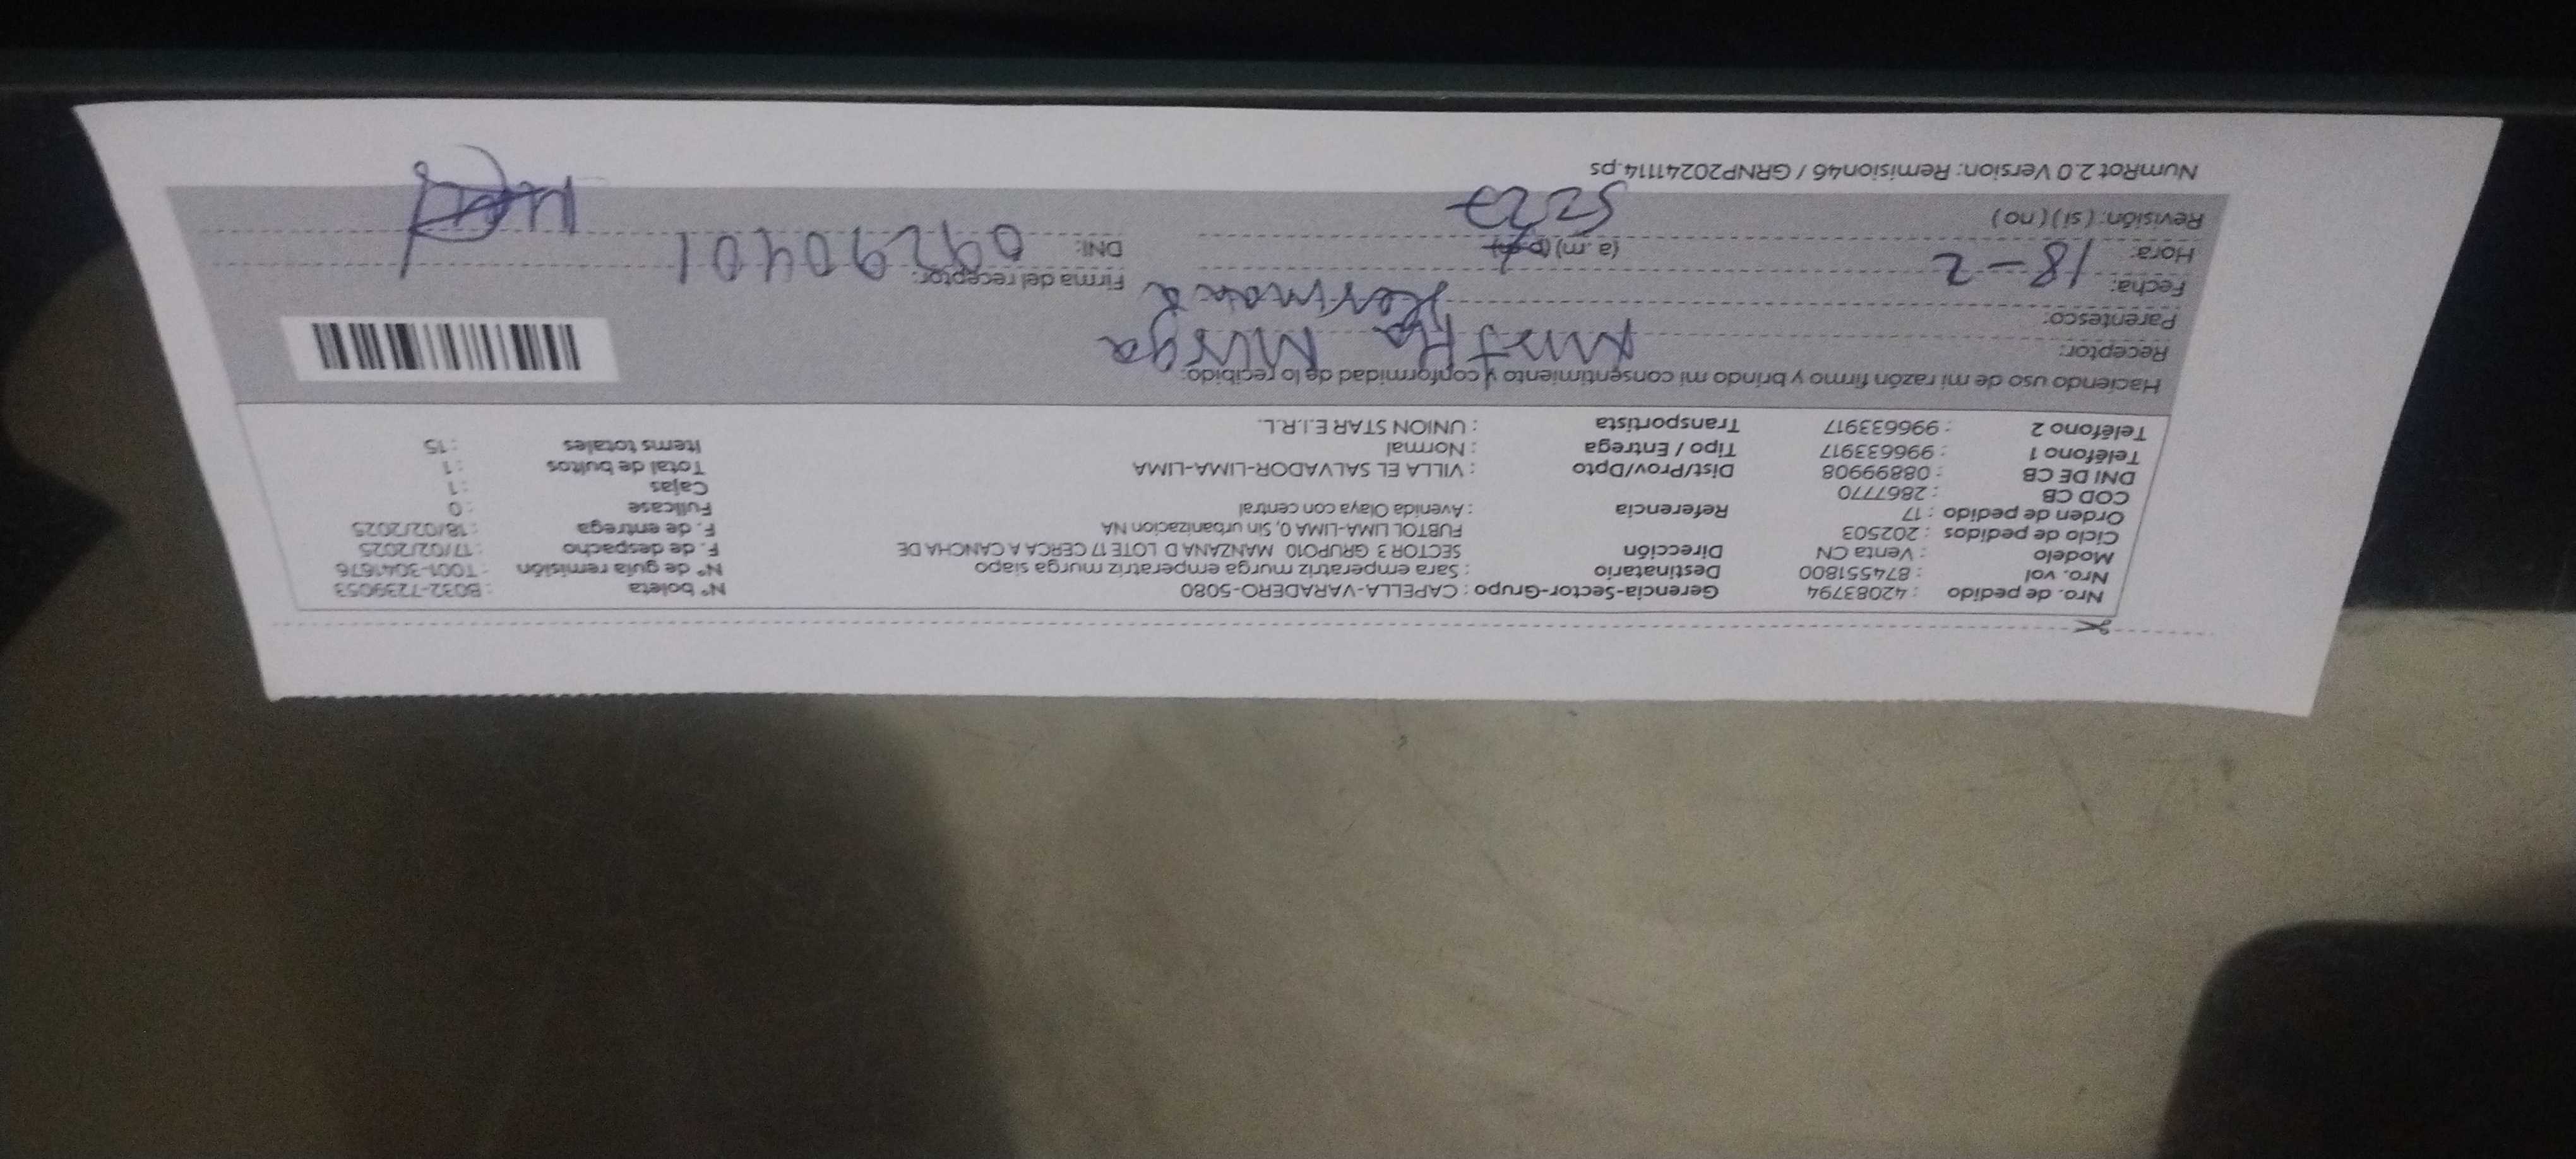 Nro. de pedido : 42083794 Gerencia-Sector-Grupo : CAPELLA-VARADERO-5080 N° boleta : B032-7239053
Nro. vol : 874551800 Destinatario : Sara emperatriz murga emperatriz murga siapo N° de guía remisión : T001-3041676
Modelo : Venta CN Dirección SECTOR 3 GRUPO10 MANZANA D LOTE 17 CERCA A CANCHA DE F. de despacho : 17/02/2025
Ciclo de pedidos : 202503 FUBTOL LIMA-LIMA 0, Sin urbanizacion NA F. de entrega : 18/02/2025
Orden de pedido : 17 Referencia : Avenida Olaya con central Fullcase : 0
COD CB : 2867770 Cajas : 1
DNI DE CB : 08899908 Dist/Prov/Dpto : VILLA EL SALVADOR-LIMA-LIMA Total de bultos : 1
Teléfono 1 : 996633917 Tipo / Entrega : Normal Items totales : 15
Teléfono 2 : 996633917 Transportista : UNION STAR E.I.R.L.
Haciendo uso de mi razón firmo y brindo mi consentimiento y conformidad de lo recibido:
Receptor: Murga
Parentesco: Hermana
Fecha: 18-2 Firma del receptor:
Hora: (a.m) DNI: 09290401
Revisión: (si) (no)
NumRot 2.0 Version: Remision46 / GRNP20241114.ps